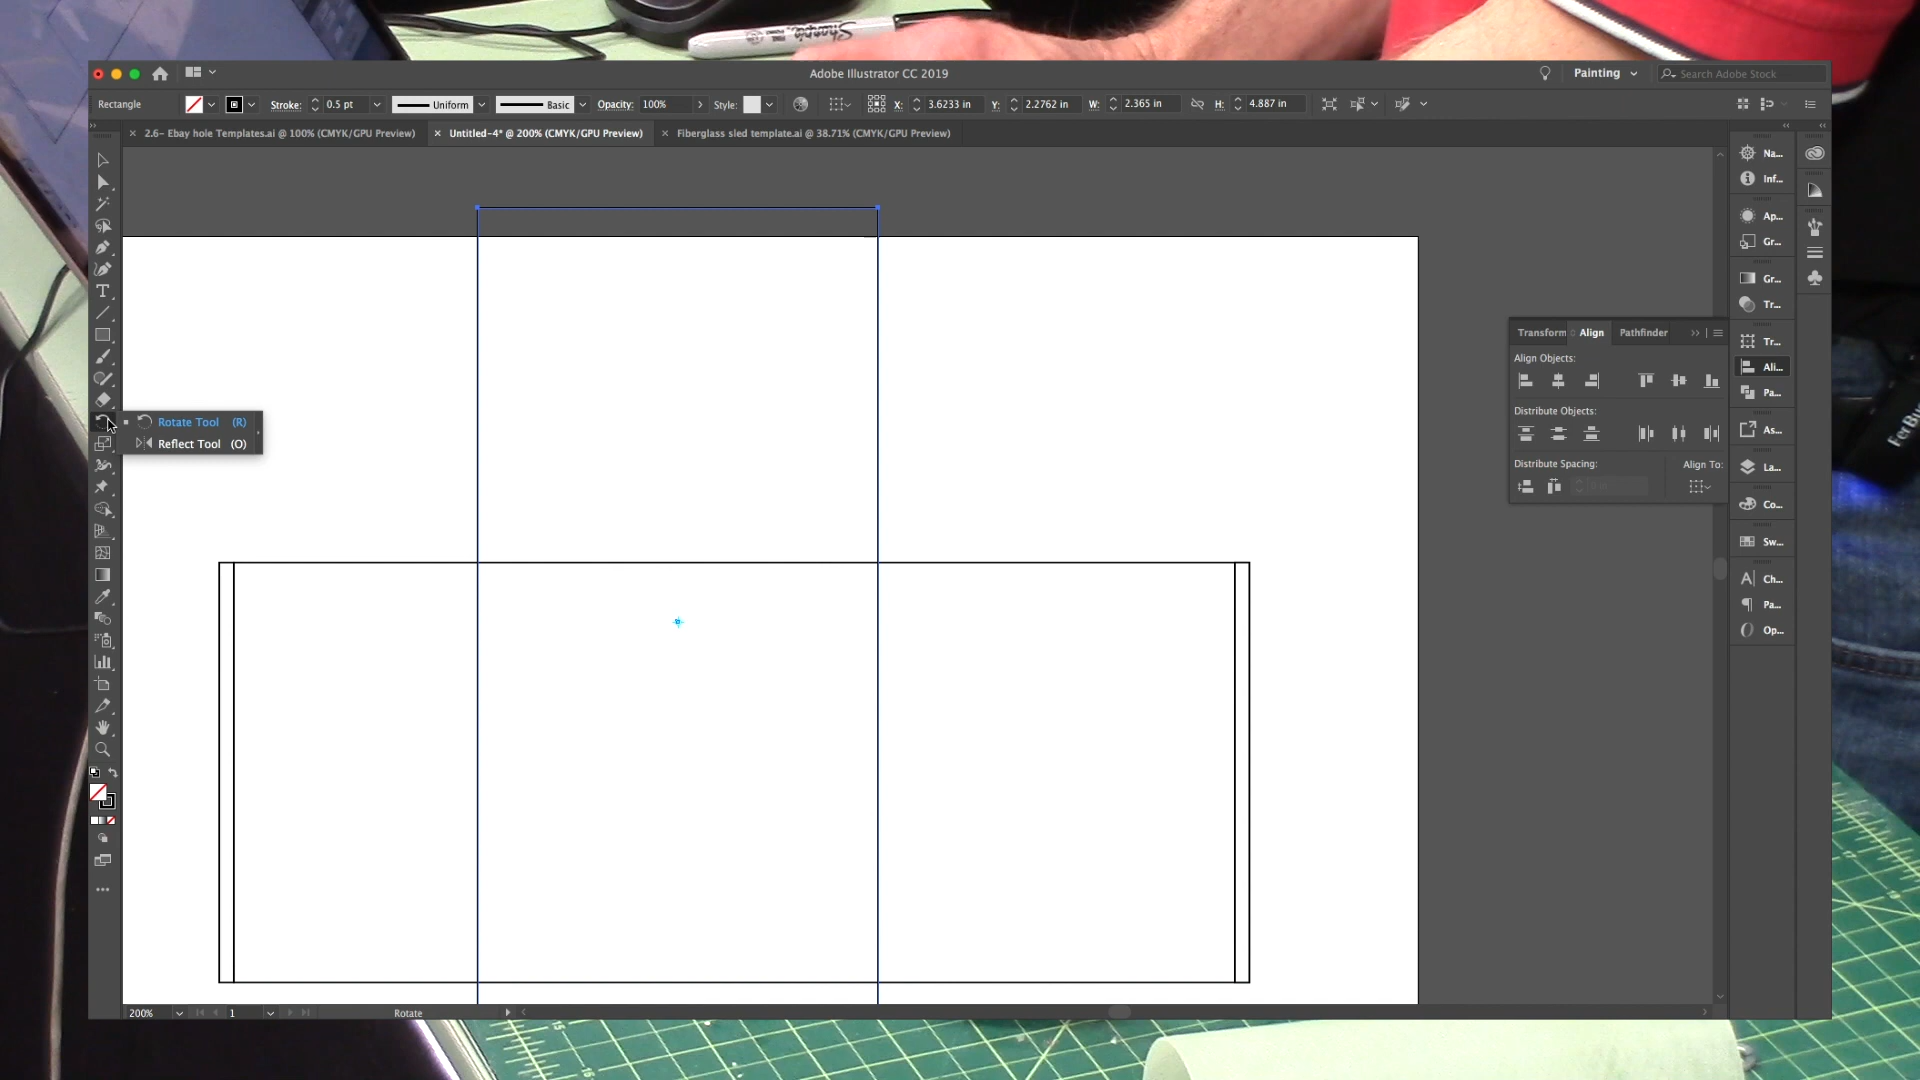 Sharpie
Adobe Illustrator CC 2019
Painting
Search Adobe Stock
Rectangle
Stroke:
0.5 pt
Uniform
Basic
Opacity:
100%
Style:
X:
3.6233 in
Y:
2.2762 in
W:
2.365 in
H:
4.887 in
2.6- Ebay hole Templates.ai @ 100% (CMYK/GPU Preview)
Untitled-4* @ 200% (CMYK/GPU Preview)
Fiberglass sled template.ai @ 38.71% (CMYK/GPU Preview)
Na...
Inf...
Ap...
Gr...
Gr...
Tr...
Tr...
Ali...
Pa...
As...
La...
Co...
Sw...
Ch...
Pa...
Op...
Transform
Align
Pathfinder
Align Objects:
Distribute Objects:
Distribute Spacing:
Align To:
Rotate Tool (R)
Reflect Tool (O)
200%
1
Rotate